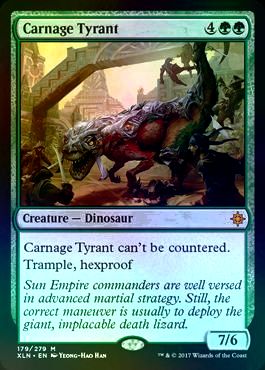 Carnage Tyrant 4
Creature — Dinosaur
Carnage Tyrant can't be countered.
Trample, hexproof
Sun Empire commanders are well versed
in advanced martial strategy. Still, the
correct maneuver is usually to deploy the
giant, implacable death lizard.
7/6
179/279 M
XLN • EN Yeong-Hao Han
™ & © 2017 Wizards of the Coast